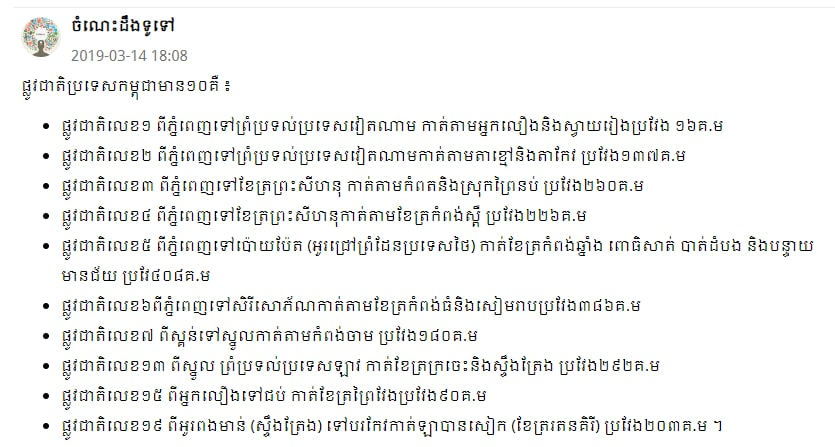 ចំណេះដឹងទូទៅ
2019-03-14 18:08
ផ្លូវជាតិប្រទេសកម្ពុជាមាន១០គឺ ៖
ផ្លូវជាតិលេខ១ ពីភ្នំពេញទៅព្រំប្រទល់ប្រទេសវៀតណាម កាត់តាមអ្នកលឿងនិងស្វាយរៀងប្រវែង ១៦គ.ម
ផ្លូវជាតិលេខ២ ពីភ្នំពេញទៅព្រំប្រទល់ប្រទេសវៀតណាមកាត់តាមតាខ្មៅនិងតាកែវ ប្រវែង១៣៧គ.ម
ផ្លូវជាតិលេខ៣ ពីភ្នំពេញទៅខែត្រព្រះសីហនុ កាត់តាមកំពតនិងស្រុកព្រៃនប់ ប្រវែង២៦០គ.ម
ផ្លូវជាតិលេខ៤ ពីភ្នំពេញទៅខែត្រព្រះសីហនុកាត់តាមខែត្រកំពង់ស្ពឺ ប្រវែង២២៦គ.ម
ផ្លូវជាតិលេខ៥ ពីភ្នំពេញទៅប៉ោយប៉ែត (អូរជ្រៅព្រំដែនប្រទេសថៃ) កាត់ខែត្រកំពង់ឆ្នាំង ពោធិសាត់ បាត់ដំបង និងបន្ទាយ
មានជ័យ ប្រវែ៤០៨គ.ម
ផ្លូវជាតិលេខ៦ពីភ្នំពេញទៅសិរីសោភ័ណកាត់តាមខែត្រកំពង់ធំនិងសៀមរាបប្រវែង៣៨៦គ.ម
ផ្លូវជាតិលេខ៧ ពីស្គន់ទៅស្នួលកាត់តាមកំពង់ចាម ប្រវែង១៨០គ.ម
ផ្លូវជាតិលេខ១៣ ពីស្នួល ព្រំប្រទល់ប្រទេសឡាវ កាត់ខែត្រក្រចេះនិងស្ទឹងត្រែង ប្រវែង២៩២គ.ម
ផ្លូវជាតិលេខ១៥ ពីអ្នកលឿងទៅជប់ កាត់ខែត្រព្រៃវែងប្រវែង៩០គ.ម
ផ្លូវជាតិលេខ១៩ ពីអូរពងមាន់ (ស្ទឹងត្រែង) ទៅបរកែវកាត់ឡាបានសៀក (ខែត្ររតនគិរី) ប្រវែង២០៣គ.ម ។